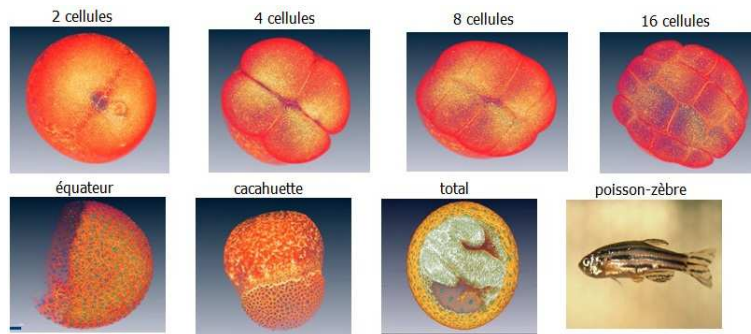 2 cellules
4 cellules
8 cellules
16 cellules
équateur
cacahuette
total
poisson-zèbre